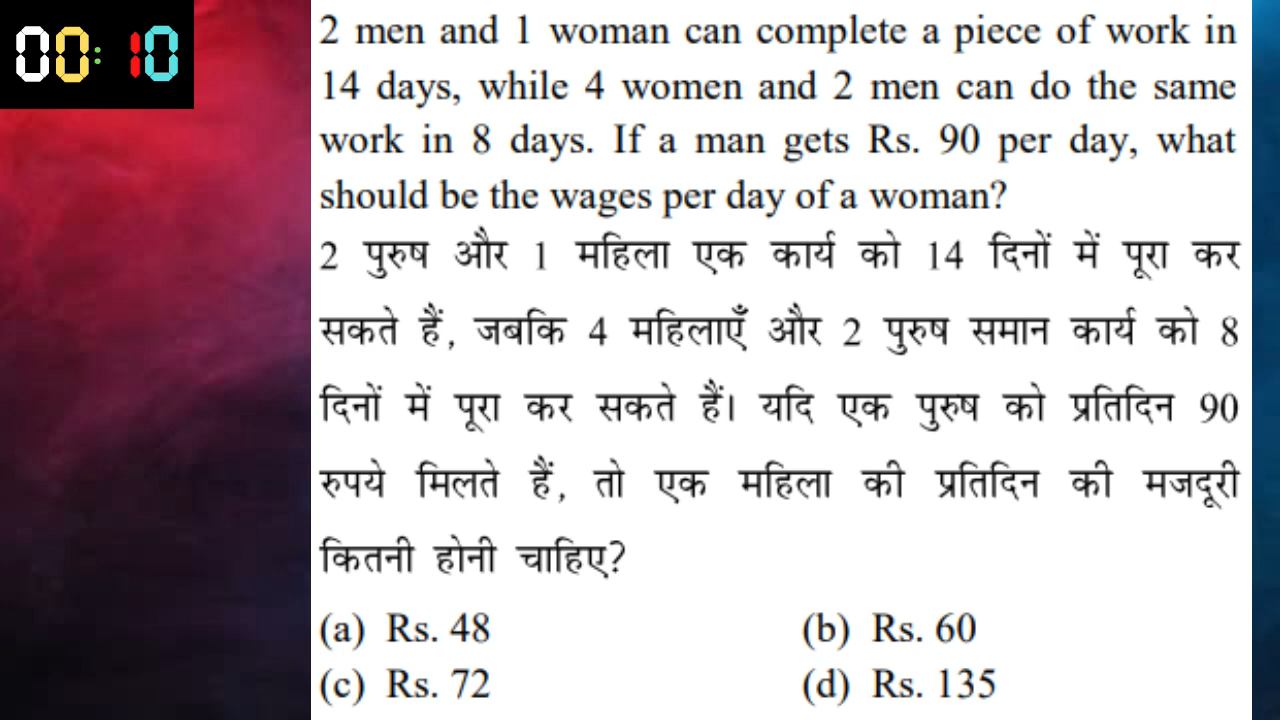 00:10
2 men and 1 woman can complete a piece of work in
14 days, while 4 women and 2 men can do the same
work in 8 days. If a man gets Rs. 90 per day, what
should be the wages per day of a woman?
2 पुरुष और 1 महिला एक कार्य को 14 दिनों में पूरा कर
सकते हैं, जबकि 4 महिलाएँ और 2 पुरुष समान कार्य को 8
दिनों में पूरा कर सकते हैं। यदि एक पुरुष को प्रतिदिन 90
रुपये मिलते हैं, तो एक महिला की प्रतिदिन की मजदूरी
कितनी होनी चाहिए?
(a) Rs. 48 (b) Rs. 60
(c) Rs. 72 (d) Rs. 135